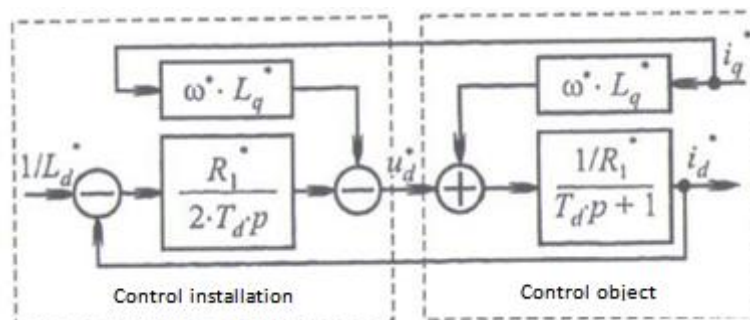 i_q*
ω*·L_q*
ω*·L_q*
1/L_d*
R_1*
2·T_d·p
u_d*
1/R_1*
T_d p + 1
i_d*
Control installation
Control object